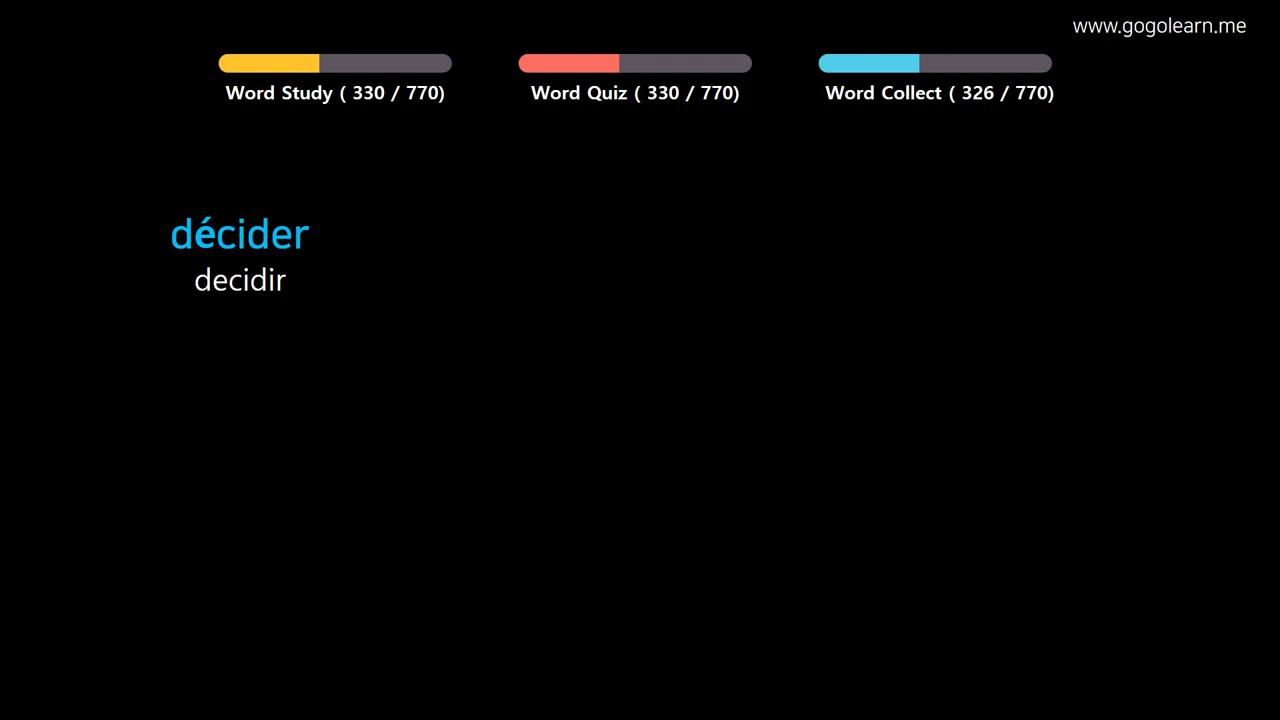 www.gogolearn.me
Word Study ( 330 / 770)
Word Quiz ( 330 / 770)
Word Collect ( 326 / 770)
décider
decidir